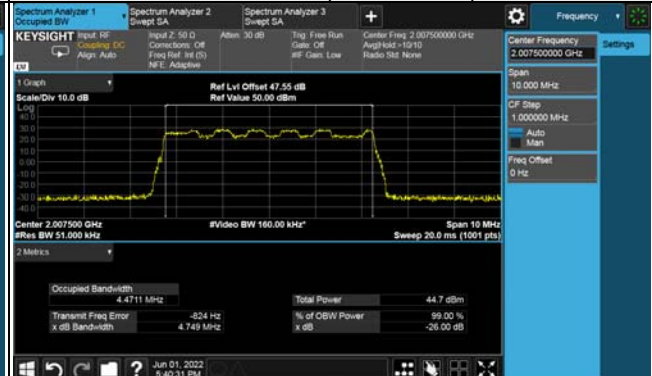 Spectrum Analyzer 1
Occupied BW
Spectrum Analyzer 2
Swept SA
Spectrum Analyzer 3
Swept SA
+
Frequency
KEYSIGHT
Input: RF
Coupling: DC
Align: Auto
Input Z: 50 Ω
Corrections: Off
Freq Ref: Int (S)
NFE: Adaptive
Atten: 30 dB
Trig: Free Run
Gate: Off
#IF Gain: Low
Center Freq: 2.007500000 GHz
Avg|Hold:>10/10
Radio Std: None
Center Frequency
2.007500000 GHz
Settings
Span
10.000 MHz
CF Step
1.000000 MHz
Auto
Man
Freq Offset
0 Hz
1 Graph
Scale/Div 10.0 dB
Ref Lvl Offset 47.55 dB
Ref Value 50.00 dBm
Log
40.0
30.0
20.0
10.0
0.00
-10.0
-20.0
-30.0
-40.0
Center 2.007500 GHz
#Res BW 51.000 kHz
#Video BW 160.00 kHz*
Span 10 MHz
Sweep 20.0 ms (1001 pts)
2 Metrics
Occupied Bandwidth
4.4711 MHz
Total Power
44.7 dBm
Transmit Freq Error
-824 Hz
% of OBW Power
99.00 %
x dB Bandwidth
4.749 MHz
x dB
-26.00 dB
?
Jun 01, 2022
5:40:31 PM